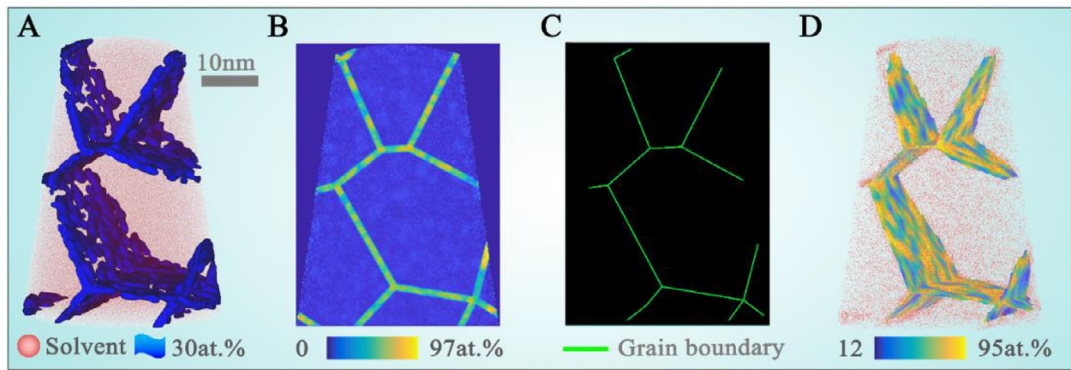 A
B
C
D
10nm
Solvent 30at.%
0 97at.%
Grain boundary
12 95at.%